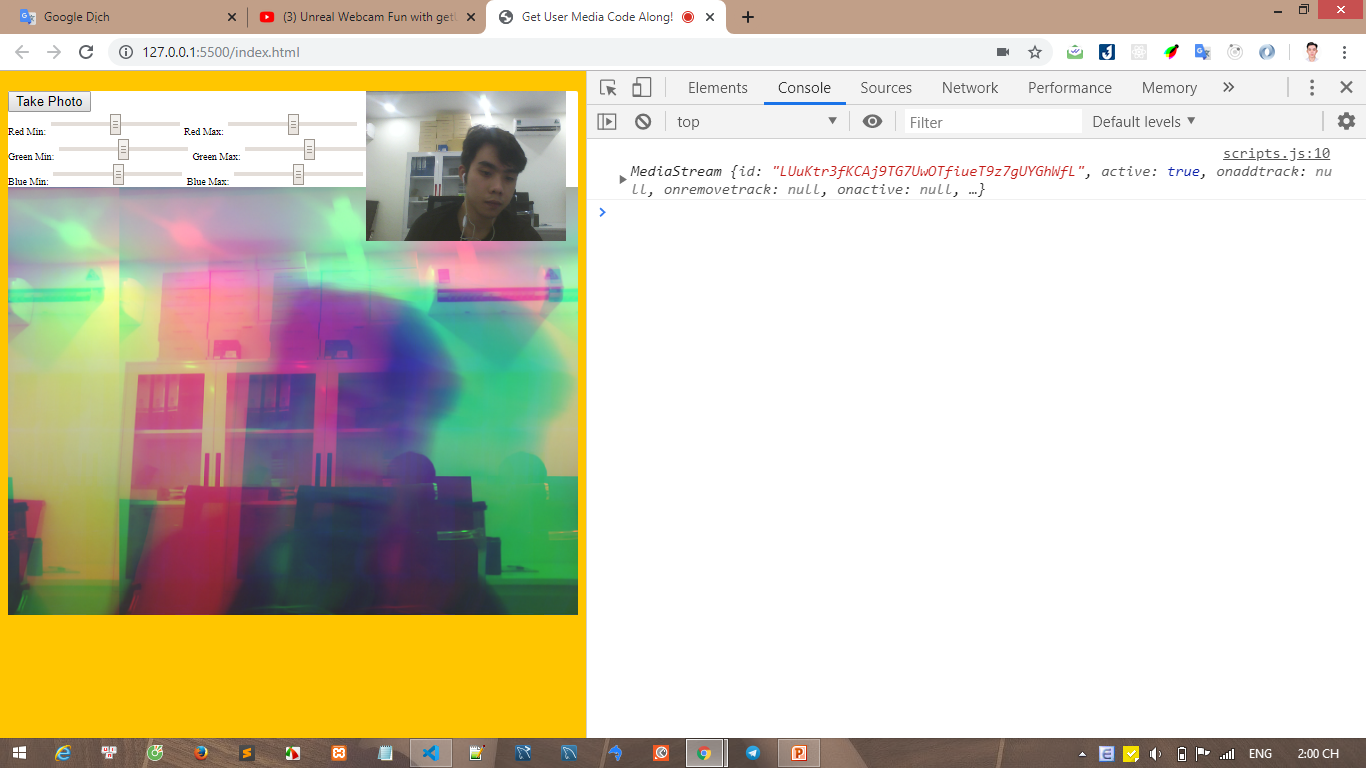 Google Dịch
(3) Unreal Webcam Fun with getU
Get User Media Code Along!
127.0.0.1:5500/index.html
Take Photo
Red Min:
Red Max:
Green Min:
Green Max:
Blue Min:
Blue Max:
Elements
Console
Sources
Network
Performance
Memory
top
Filter
Default levels
scripts.js:10
MediaStream {id: "LUuKtr3fKCAj9TG7UwOTfiueT9z7gUYGhWfL", active: true, onaddtrack: nu
ll, onremovetrack: null, onactive: null, …}
ENG
2:00 CH